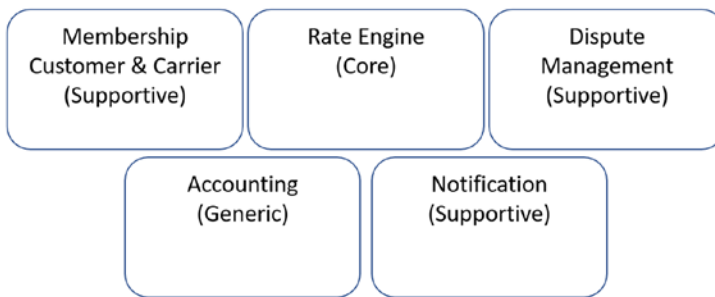 Membership
Customer & Carrier
(Supportive)
Rate Engine
(Core)
Dispute
Management
(Supportive)
Accounting
(Generic)
Notification
(Supportive)